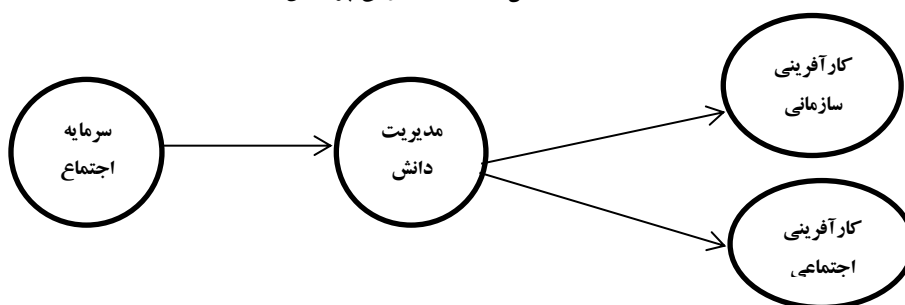 سرمایه
اجتماع
مدیریت
دانش
کارآفرینی
سازمانی
کارآفرینی
اجتماعی